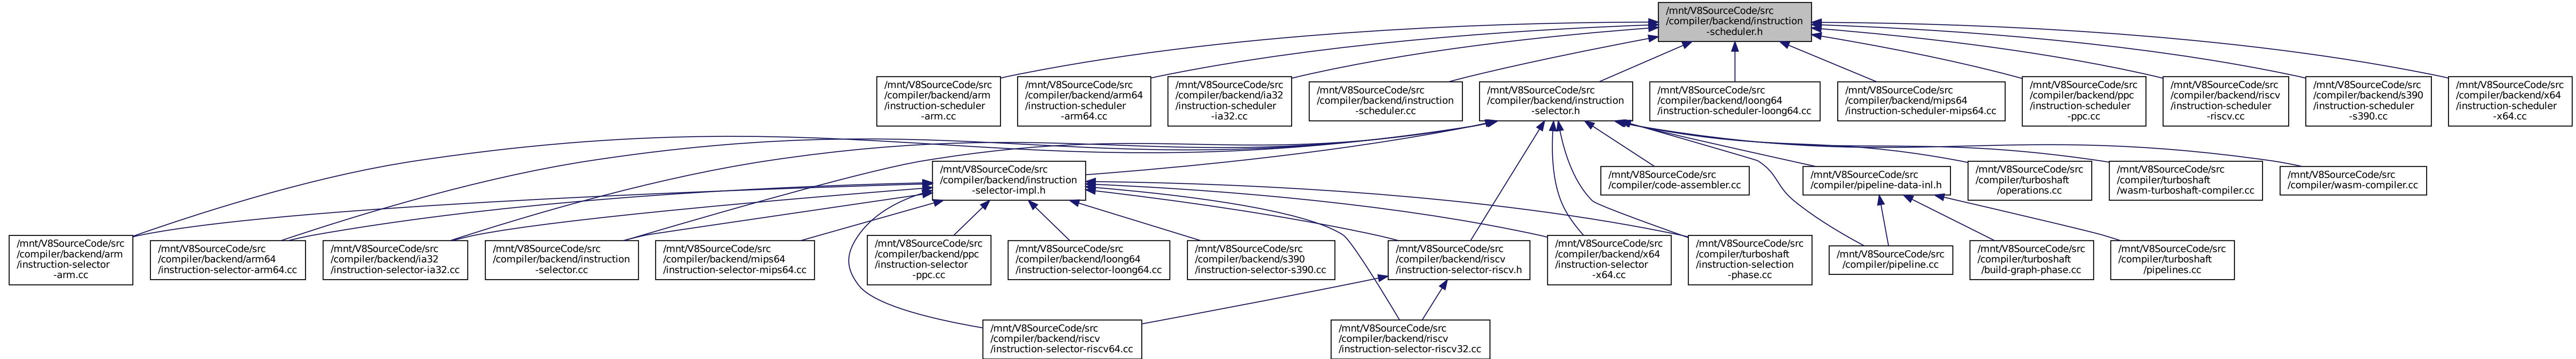 /mnt/V8SourceCode/src
/compiler/backend/instruction
-scheduler.h
/mnt/V8SourceCode/src
/compiler/backend/arm
/instruction-scheduler
-arm.cc
/mnt/V8SourceCode/src
/compiler/backend/arm64
/instruction-scheduler
-arm64.cc
/mnt/V8SourceCode/src
/compiler/backend/ia32
/instruction-scheduler
-ia32.cc
/mnt/V8SourceCode/src
/compiler/backend/instruction
-scheduler.cc
/mnt/V8SourceCode/src
/compiler/backend/instruction
-selector.h
/mnt/V8SourceCode/src
/compiler/backend/loong64
/instruction-scheduler-loong64.cc
/mnt/V8SourceCode/src
/compiler/backend/mips64
/instruction-scheduler-mips64.cc
/mnt/V8SourceCode/src
/compiler/backend/ppc
/instruction-scheduler
-ppc.cc
/mnt/V8SourceCode/src
/compiler/backend/riscv
/instruction-scheduler
-riscv.cc
/mnt/V8SourceCode/src
/compiler/backend/s390
/instruction-scheduler
-s390.cc
/mnt/V8SourceCode/src
/compiler/backend/x64
/instruction-scheduler
-x64.cc
/mnt/V8SourceCode/src
/compiler/backend/instruction
-selector-impl.h
/mnt/V8SourceCode/src
/compiler/code-assembler.cc
/mnt/V8SourceCode/src
/compiler/pipeline-data-inl.h
/mnt/V8SourceCode/src
/compiler/turboshaft
/operations.cc
/mnt/V8SourceCode/src
/compiler/turboshaft
/wasm-turboshaft-compiler.cc
/mnt/V8SourceCode/src
/compiler/wasm-compiler.cc
/mnt/V8SourceCode/src
/compiler/backend/arm
/instruction-selector
-arm.cc
/mnt/V8SourceCode/src
/compiler/backend/arm64
/instruction-selector-arm64.cc
/mnt/V8SourceCode/src
/compiler/backend/ia32
/instruction-selector-ia32.cc
/mnt/V8SourceCode/src
/compiler/backend/instruction
-selector.cc
/mnt/V8SourceCode/src
/compiler/backend/mips64
/instruction-selector-mips64.cc
/mnt/V8SourceCode/src
/compiler/backend/ppc
/instruction-selector
-ppc.cc
/mnt/V8SourceCode/src
/compiler/backend/loong64
/instruction-selector-loong64.cc
/mnt/V8SourceCode/src
/compiler/backend/s390
/instruction-selector-s390.cc
/mnt/V8SourceCode/src
/compiler/backend/riscv
/instruction-selector-riscv.h
/mnt/V8SourceCode/src
/compiler/backend/x64
/instruction-selector
-x64.cc
/mnt/V8SourceCode/src
/compiler/turboshaft
/instruction-selection
-phase.cc
/mnt/V8SourceCode/src
/compiler/pipeline.cc
/mnt/V8SourceCode/src
/compiler/turboshaft
/build-graph-phase.cc
/mnt/V8SourceCode/src
/compiler/turboshaft
/pipelines.cc
/mnt/V8SourceCode/src
/compiler/backend/riscv
/instruction-selector-riscv64.cc
/mnt/V8SourceCode/src
/compiler/backend/riscv
/instruction-selector-riscv32.cc